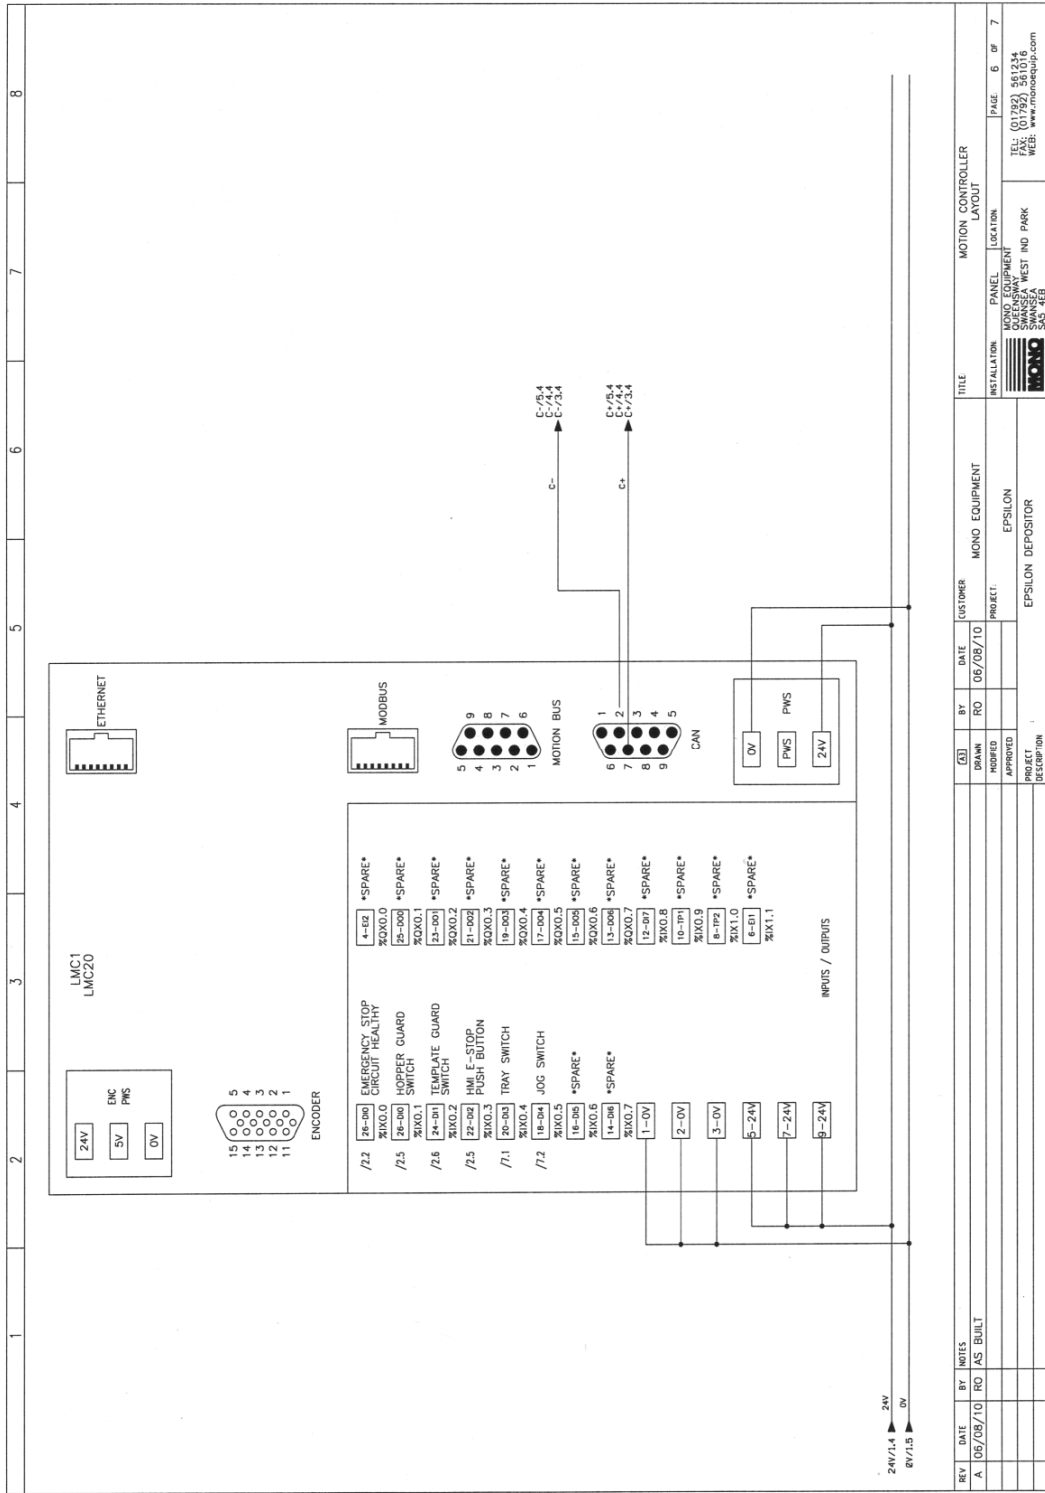 1 2 3 4 5 6 7 8
LMC1
LMC20
24V
5V
0V
ENC
PWS
15 5
14 4
13 3
12 2
11 1
ENCODER
ETHERNET
MODBUS
5 9
4 8
3 7
2 6
1
MOTION BUS
1
6 2
7 3
8 4
9 5
CAN
C-
C-/5.4
C-/4.4
C-/3.4
C+
C+/5.4
C+/4.4
C+/3.4
0V
PWS PWS
24V
/2.2 26-DI0 EMERGENCY STOP
CIRCUIT HEALTHY
%IX0.0
/2.5 26-DI0 HOPPER GUARD
SWITCH
%IX0.1
/2.6 24-DI1 TEMPLATE GUARD
SWITCH
%IX0.2
/2.5 22-DI2 HMI E-STOP
PUSH BUTTON
%IX0.3
/7.1 20-DI3 TRAY SWITCH
%IX0.4
/7.2 18-DI4 JOG SWITCH
%IX0.5
16-DI5 *SPARE*
%IX0.6
14-DI6 *SPARE*
%IX0.7
1-0V
2-0V
3-0V
5-24V
7-24V
9-24V
4-EI2 *SPARE*
%QX0.0
25-DO0 *SPARE*
%QX0.1
23-DO1 *SPARE*
%QX0.2
21-DO2 *SPARE*
%QX0.3
19-DO3 *SPARE*
%QX0.4
17-DO4 *SPARE*
%QX0.5
15-DO5 *SPARE*
%QX0.6
13-DO6 *SPARE*
%QX0.7
12-DI7 *SPARE*
%IX0.8
10-TP1 *SPARE*
%IX0.9
8-TP2 *SPARE*
%IX1.0
6-EI1 *SPARE*
%IX1.1
INPUTS / OUTPUTS
24V/1.4 24V
0V/1.5 0V
REV DATE BY NOTES
A 06/08/10 RO AS BUILT
A3 BY DATE
DRAWN RO 06/08/10
MODIFIED
APPROVED
PROJECT
DESCRIPTION
EPSILON DEPOSITOR
CUSTOMER:
MONO EQUIPMENT
PROJECT:
EPSILON
TITLE:
MOTION CONTROLLER
LAYOUT
INSTALLATION: PANEL
LOCATION:
PAGE: 6 OF 7
MONO
MONO EQUIPMENT
QUEENSWAY
SWANSEA WEST IND PARK
SWANSEA
SA5 4EB
TEL: (01792) 561234
FAX: (01792) 561016
WEB: www.monoequip.com